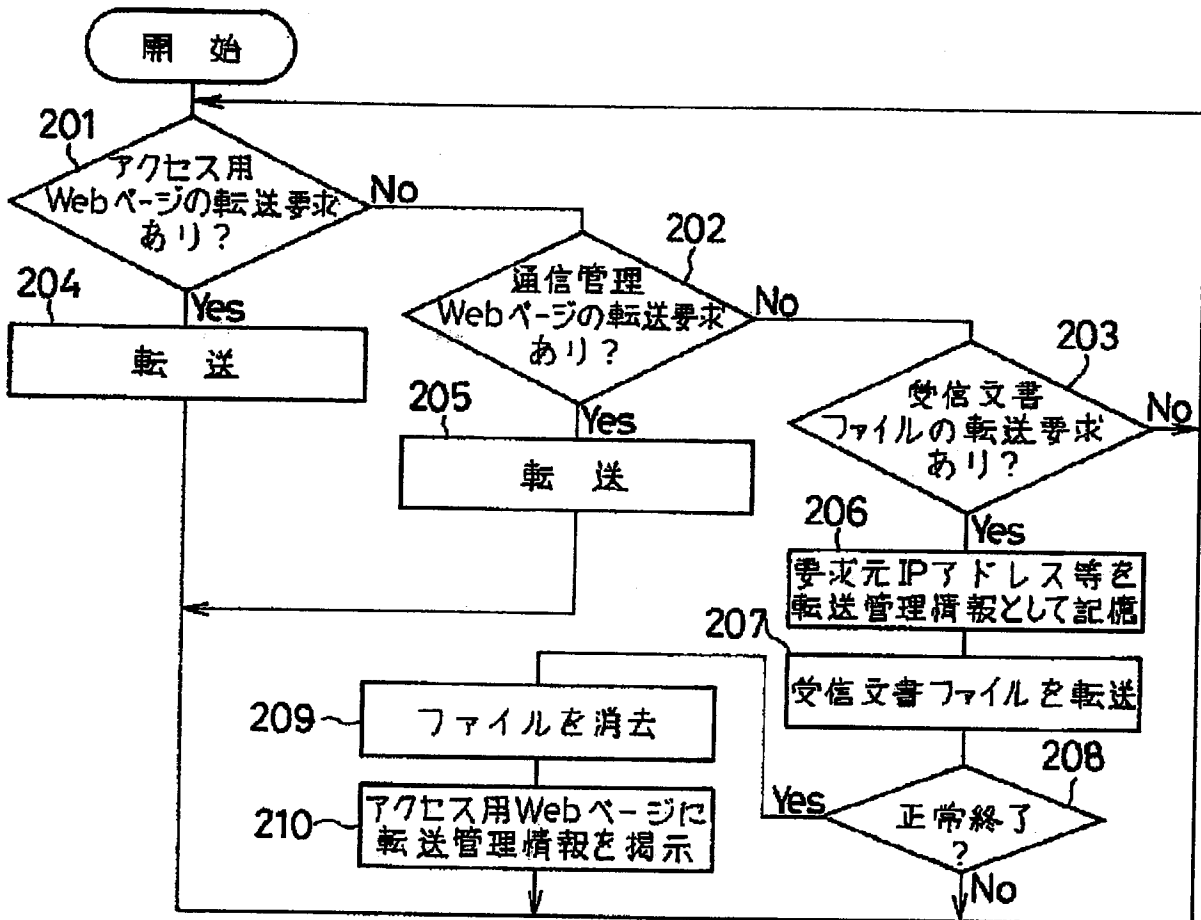 開始
201
アクセス用
Webページの転送要求
あり?
No
Yes
202
通信管理
Webページの転送要求
あり?
No
Yes
203
受信文書
ファイルの転送要求
あり?
No
Yes
204
転送
205
転送
206
要求元IPアドレス等を
転送管理情報として記憶
207
受信文書ファイルを転送
208
正常終了
?
Yes
No
209
ファイルを消去
210
アクセス用Webページに
転送管理情報を掲示